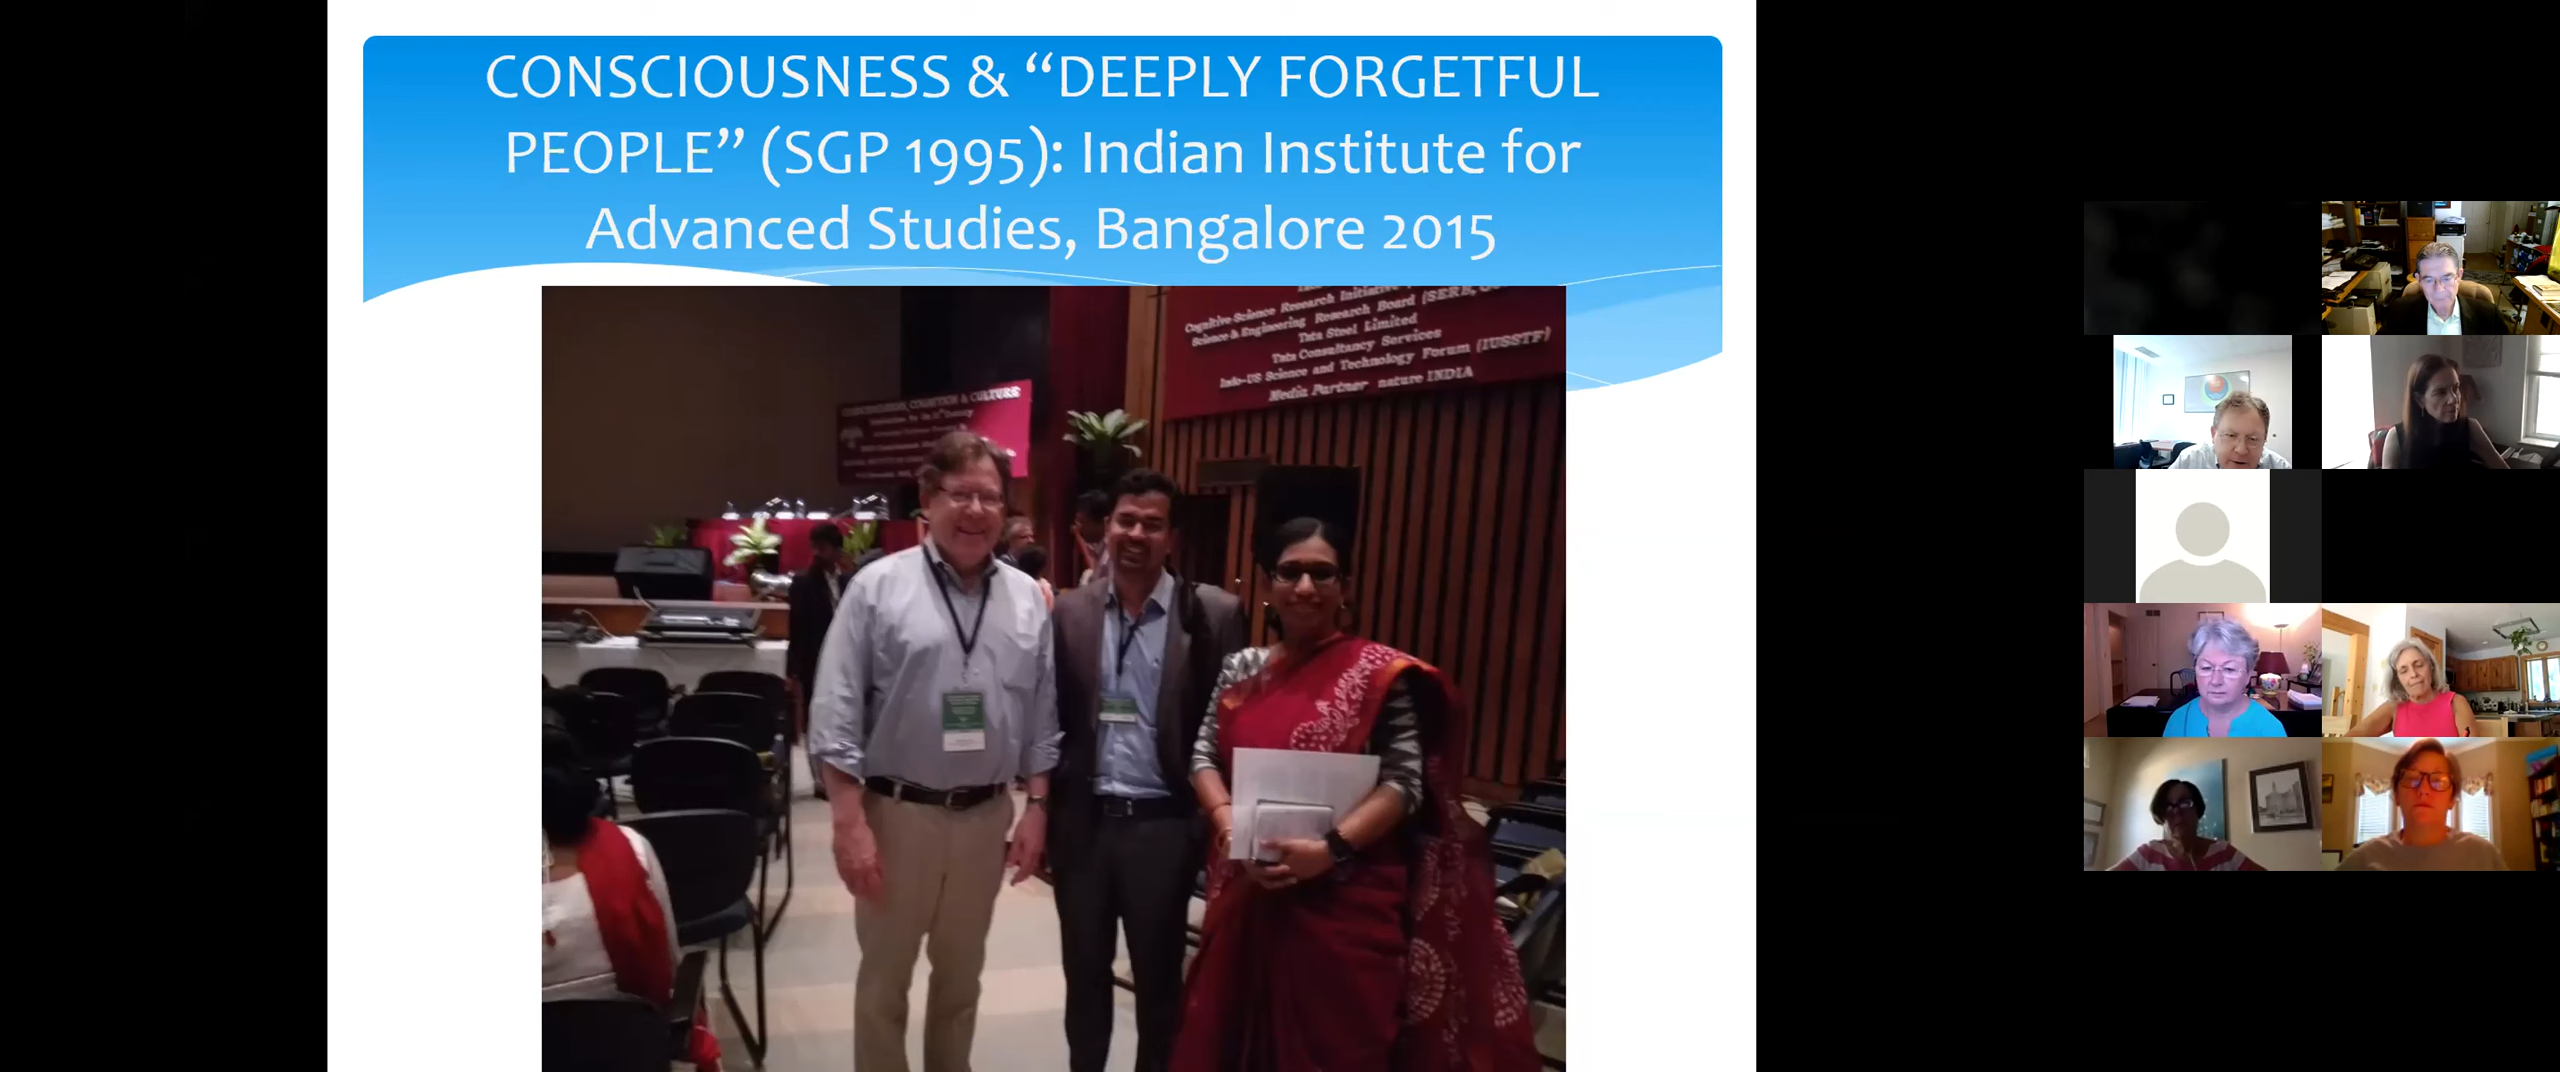 CONSCIOUSNESS & “DEEPLY FORGETFUL
PEOPLE” (SGP 1995): Indian Institute for
Advanced Studies, Bangalore 2015
Cognitive Science Research Initiative
Science & Engineering Research Board (SERB,
Tata Steel Limited
Tata Consultancy Services
Indo-US Science and Technology Forum (IUSSTF)
Media Partner nature INDIA
COGNITION & CULTURE